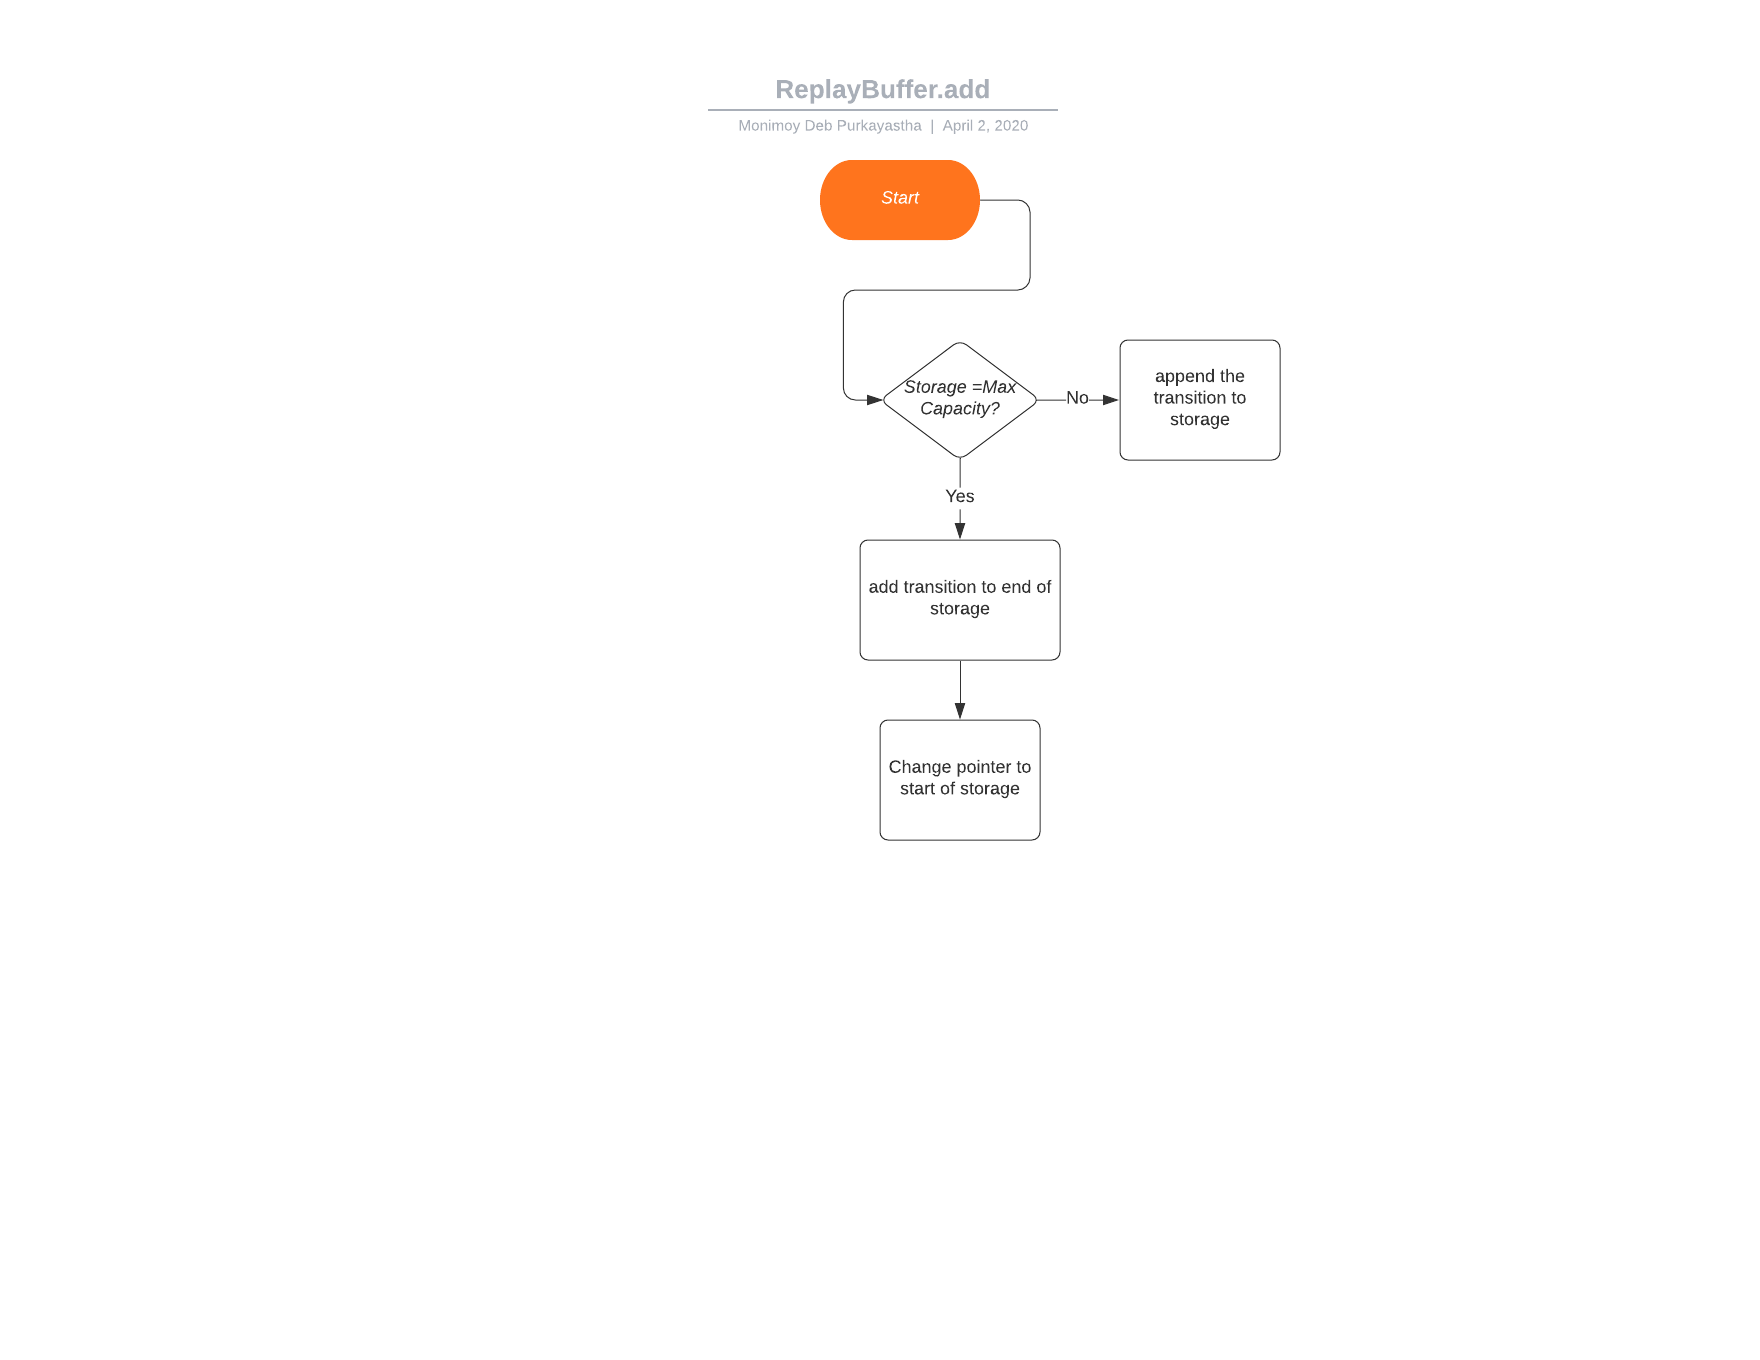 ReplayBuffer.add
Monimoy Deb Purkayastha | April 2, 2020
Start
Storage =Max
Capacity?
No
append the
transition to
storage
Yes
add transition to end of
storage
Change pointer to
start of storage